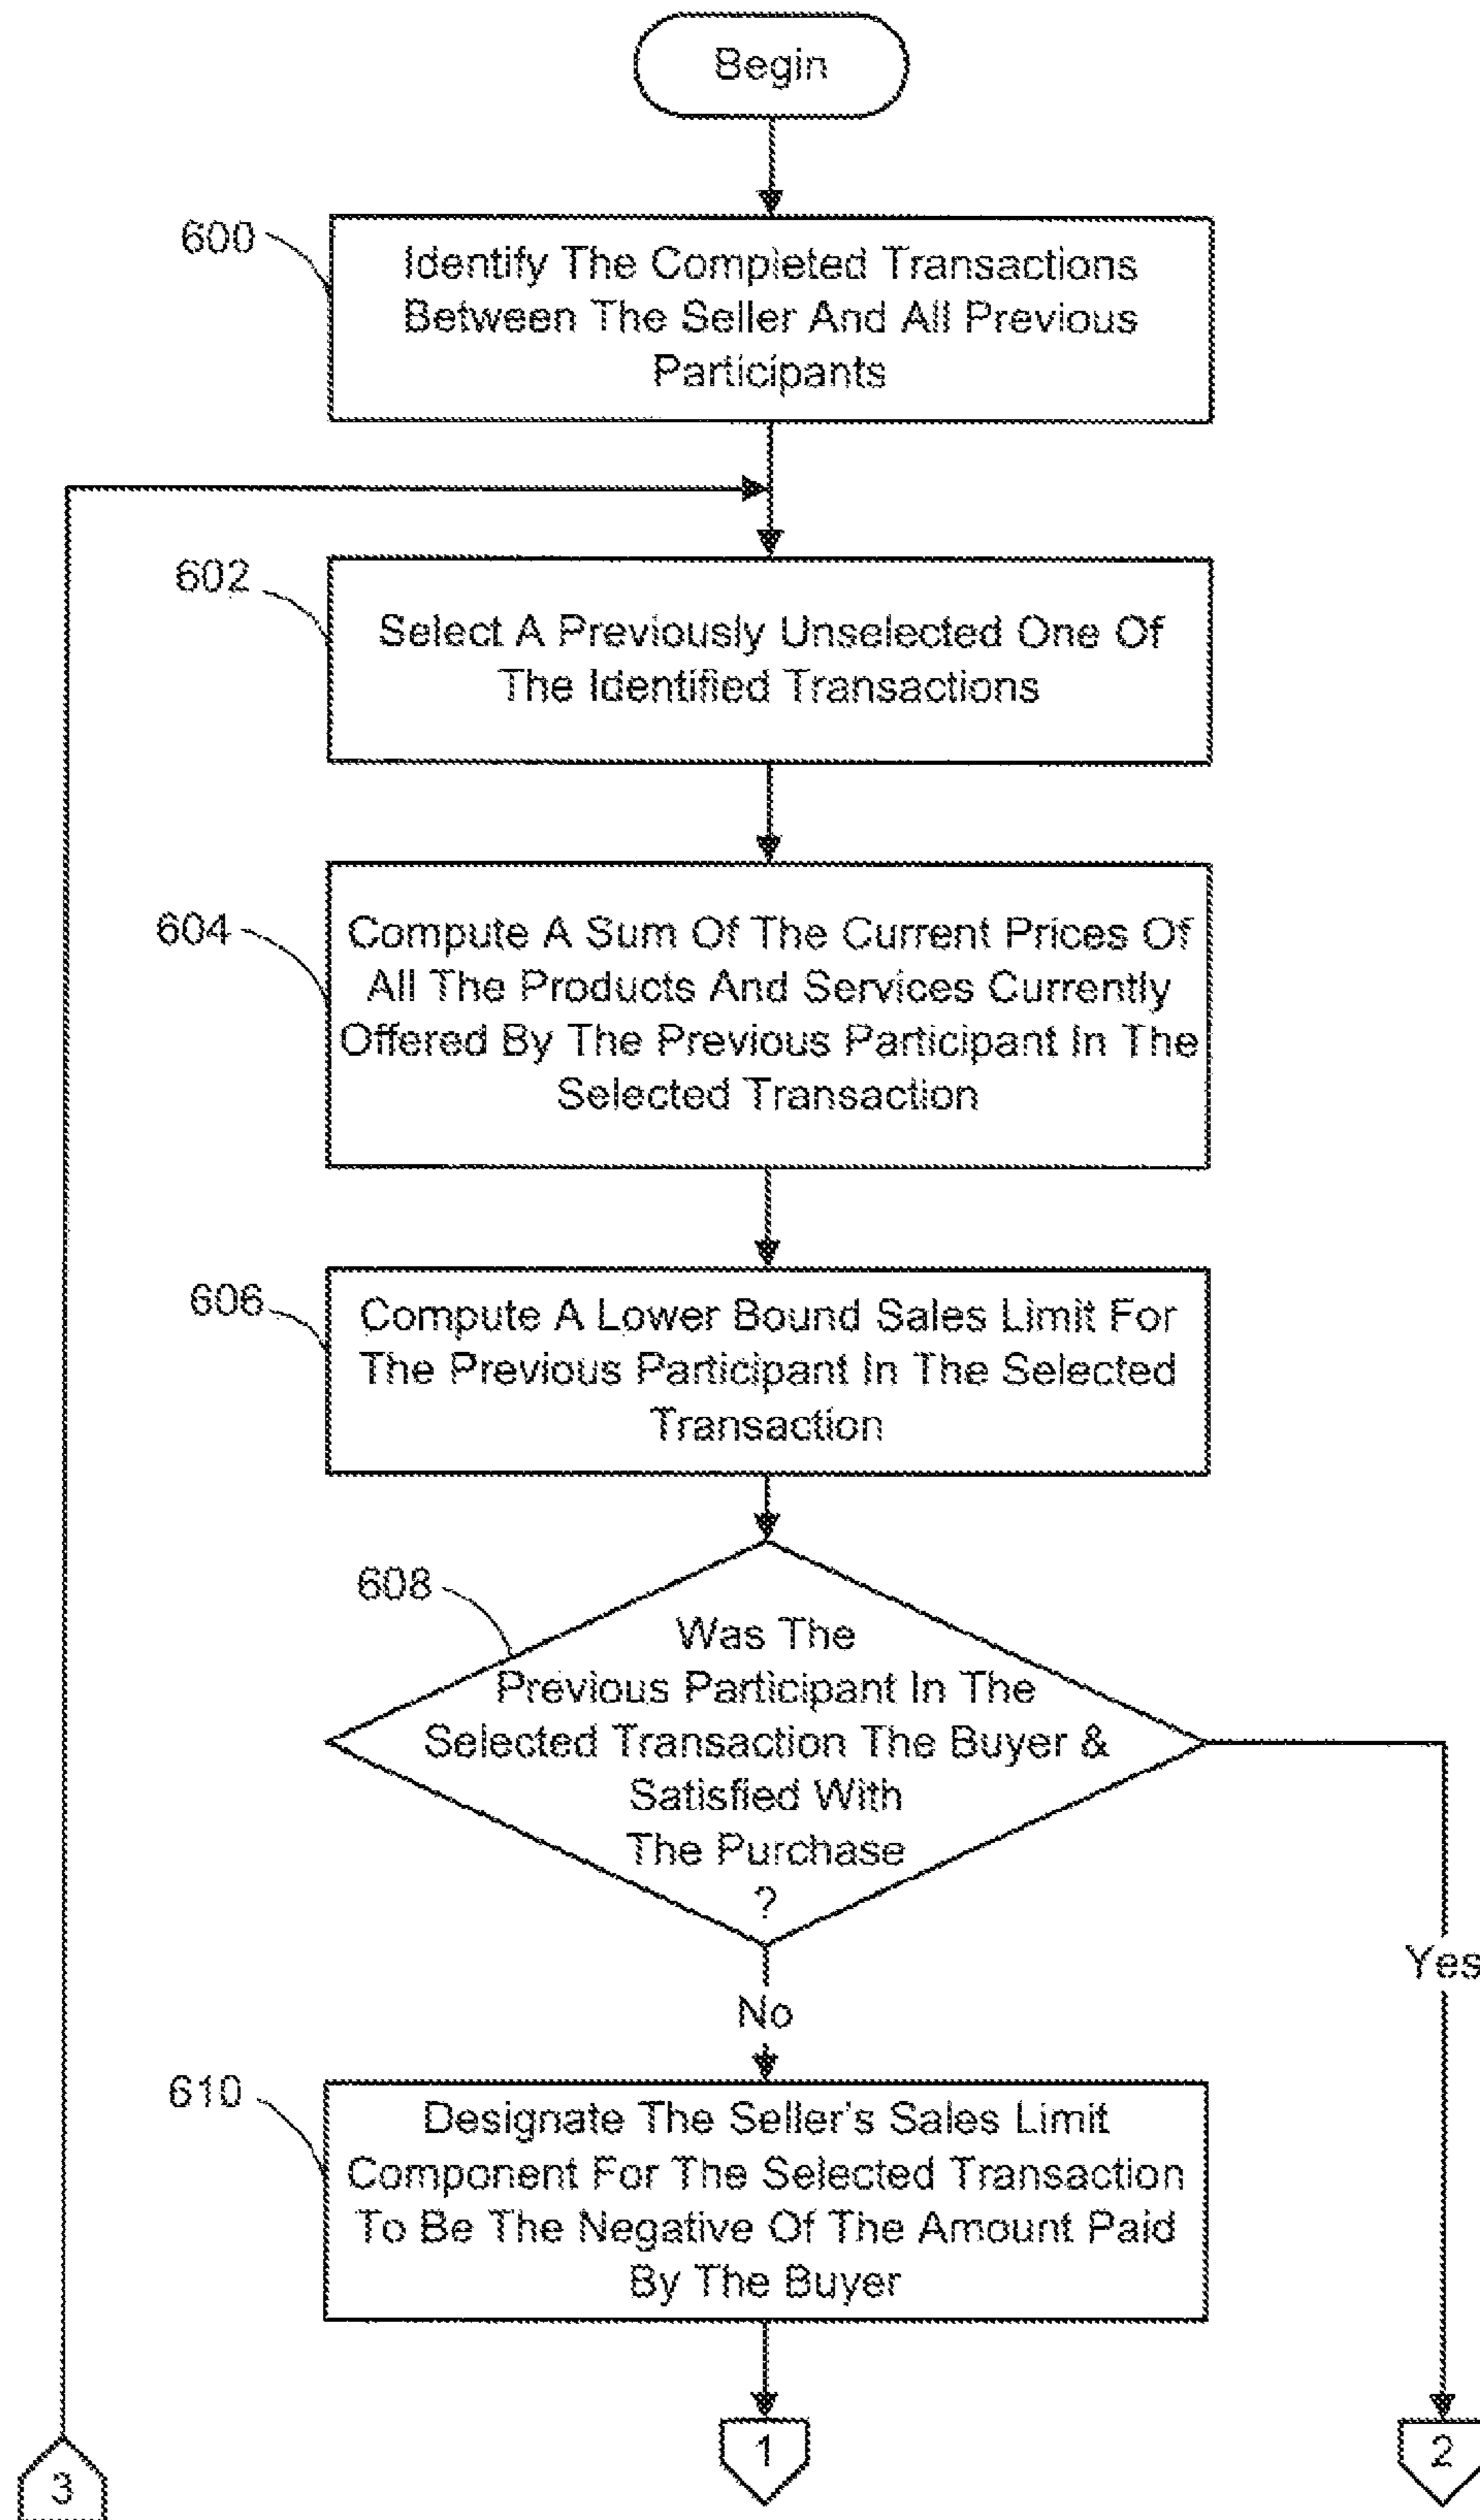 Begin
600
Identify The Completed Transactions
Between The Seller And All Previous
Participants
602
Select A Previously Unselected One Of
The Identified Transactions
604
Compute A Sum Of The Current Prices Of
All The Products And Services Currently
Offered By The Previous Participant In The
Selected Transaction
606
Compute A Lower Bound Sales Limit For
The Previous Participant In The Selected
Transaction
608
Was The
Previous Participant In The
Selected Transaction The Buyer &
Satisfied With
The Purchase
?
Yes
No
610
Designate The Seller's Sales Limit
Component For The Selected Transaction
To Be The Negative Of The Amount Paid
By The Buyer
1
2
3